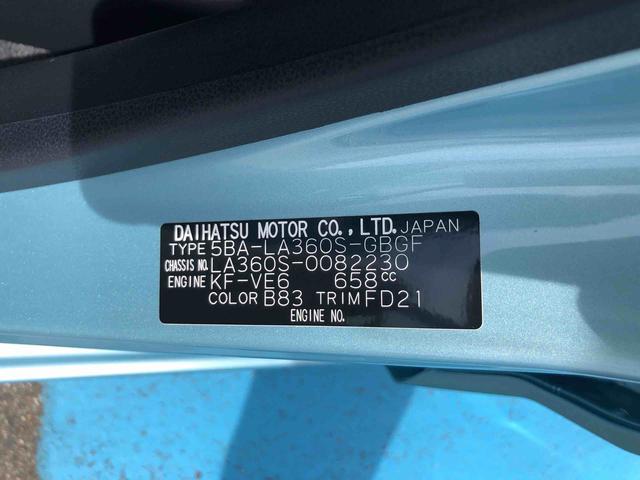 DAIHATSU MOTOR CO., LTD. JAPAN
TYPE 5BA-LA360S-GBGF
CHASSIS NO. LA360S-0082230
ENGINE KF-VE6 658cc
COLOR B83 TRIM FD21
ENGINE NO.